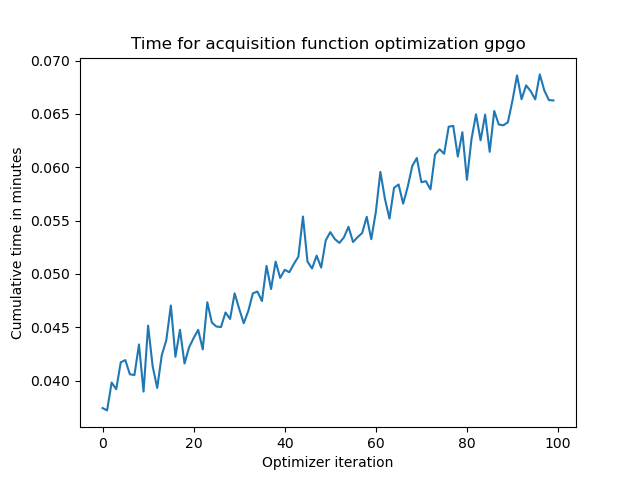 Time for acquisition function optimization gpgo
0.070
0.065
0.060
0.055
0.050
0.045
0.040
Cumulative time in minutes
0 20 40 60 80 100
Optimizer iteration